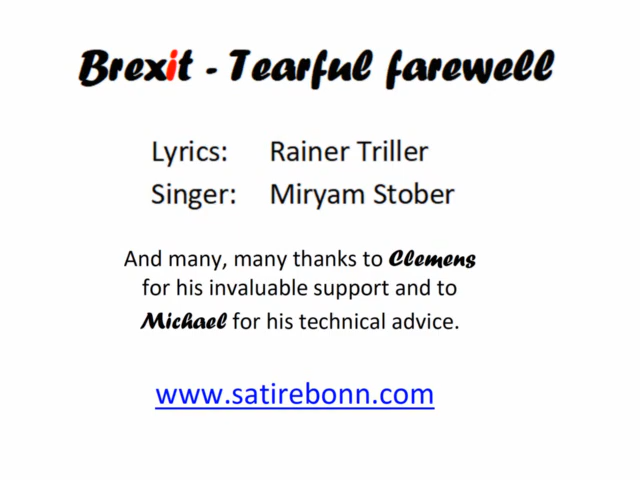 Brexit - Tearful farewell
Lyrics: Rainer Triller
Singer: Miryam Stober
And many, many thanks to Clemens
for his invaluable support and to
Michael for his technical advice.
www.satirebonn.com